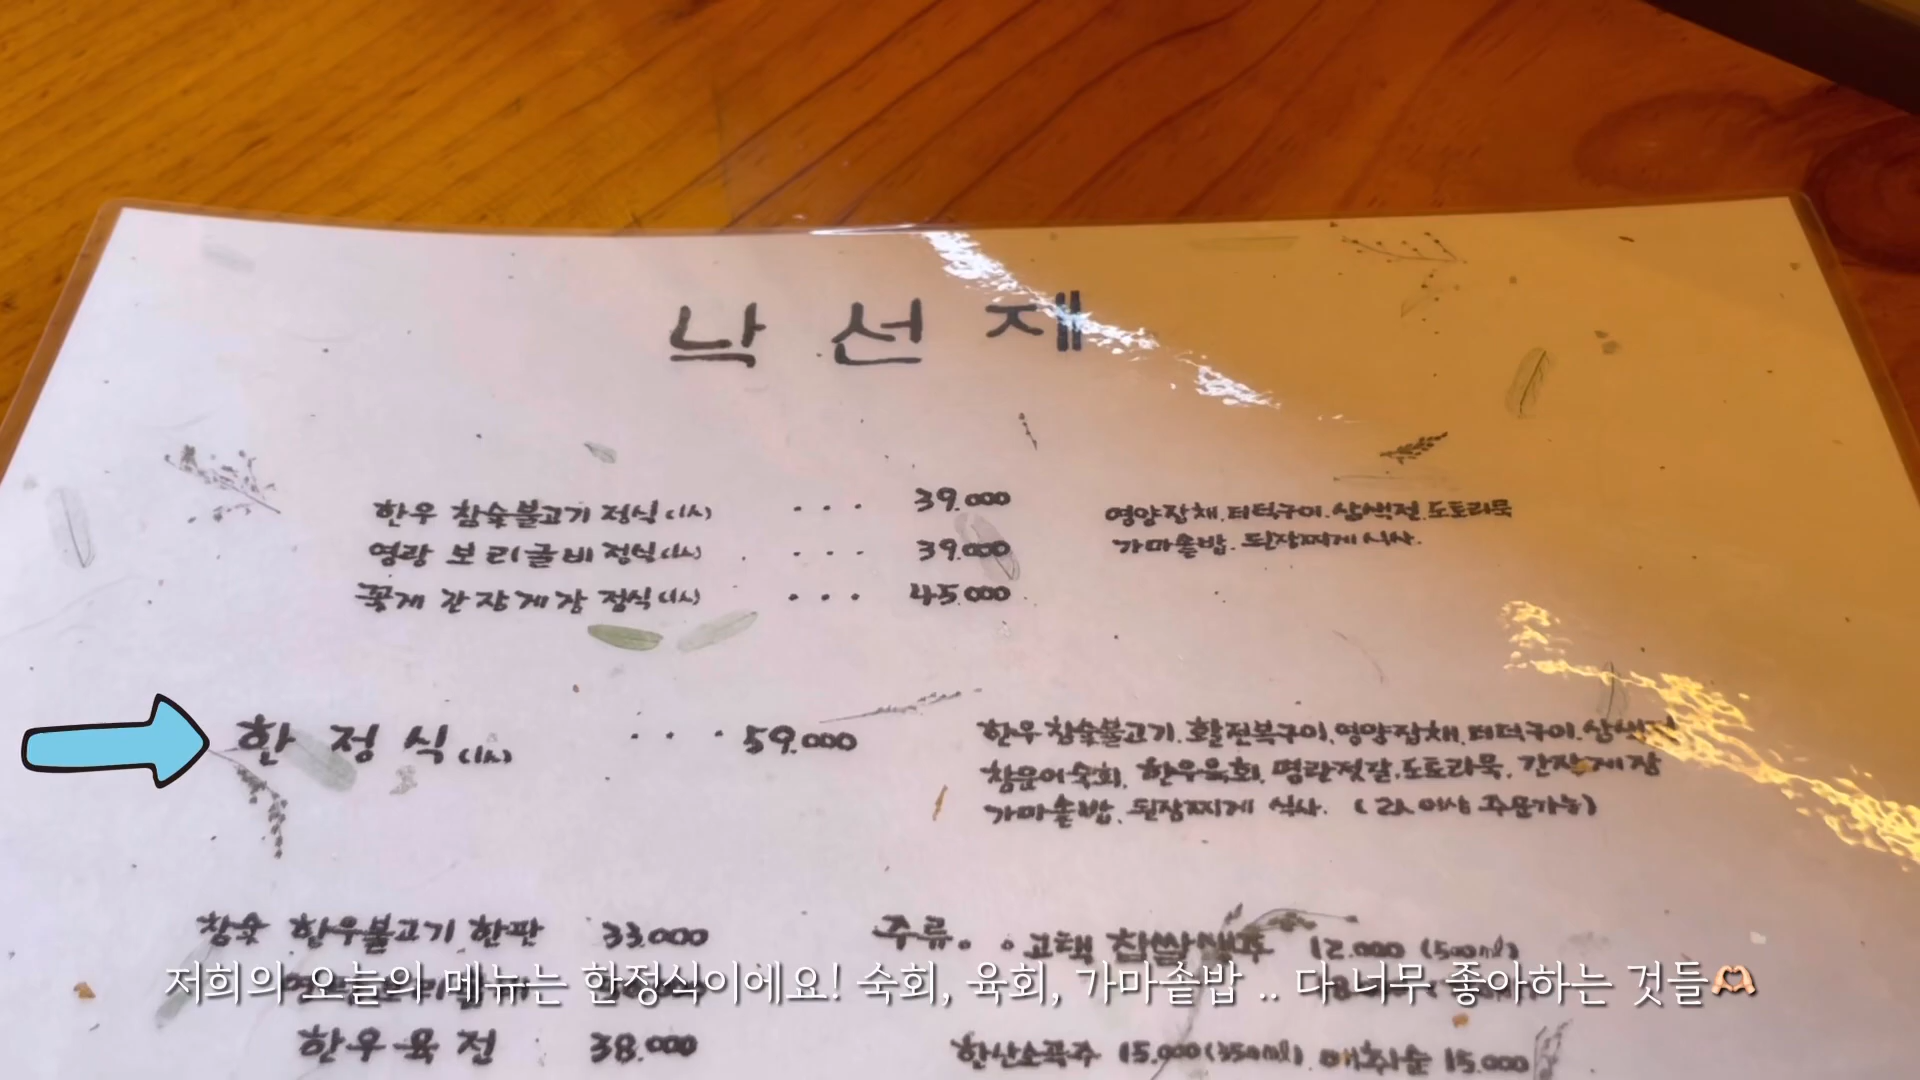 낙선재
한우 참숯불고기 정식(1人) ... 39.000
영광 보리굴비 정식(1人) ... 39.000
꽃게 간장게장 정식(1人) ... 45.000
영양잡채. 더덕구이. 삼색전. 도토리묵
가마솥밥. 된장찌게 식사.
한정식(1人) ... 59.000
한우 참숯불고기. 활전복구이. 영양잡채. 더덕구이. 삼색전
참문어숙회, 한우육회, 명란젓갈. 도토리묵, 간장게장
가마솥밥, 된장찌게 식사. (2人 이상 주문가능)
참숯 한우불고기 한판 33.000
주류. . 고택 찹쌀생주 12.000 (500ml)
저희의 오늘의 메뉴는 한정식이에요! 숙회, 육회, 가마솥밥 .. 다 너무 좋아하는 것들🫶🏻
한우육전 38.000
한산소곡주 15.000 (350ml). 매취순 15.000